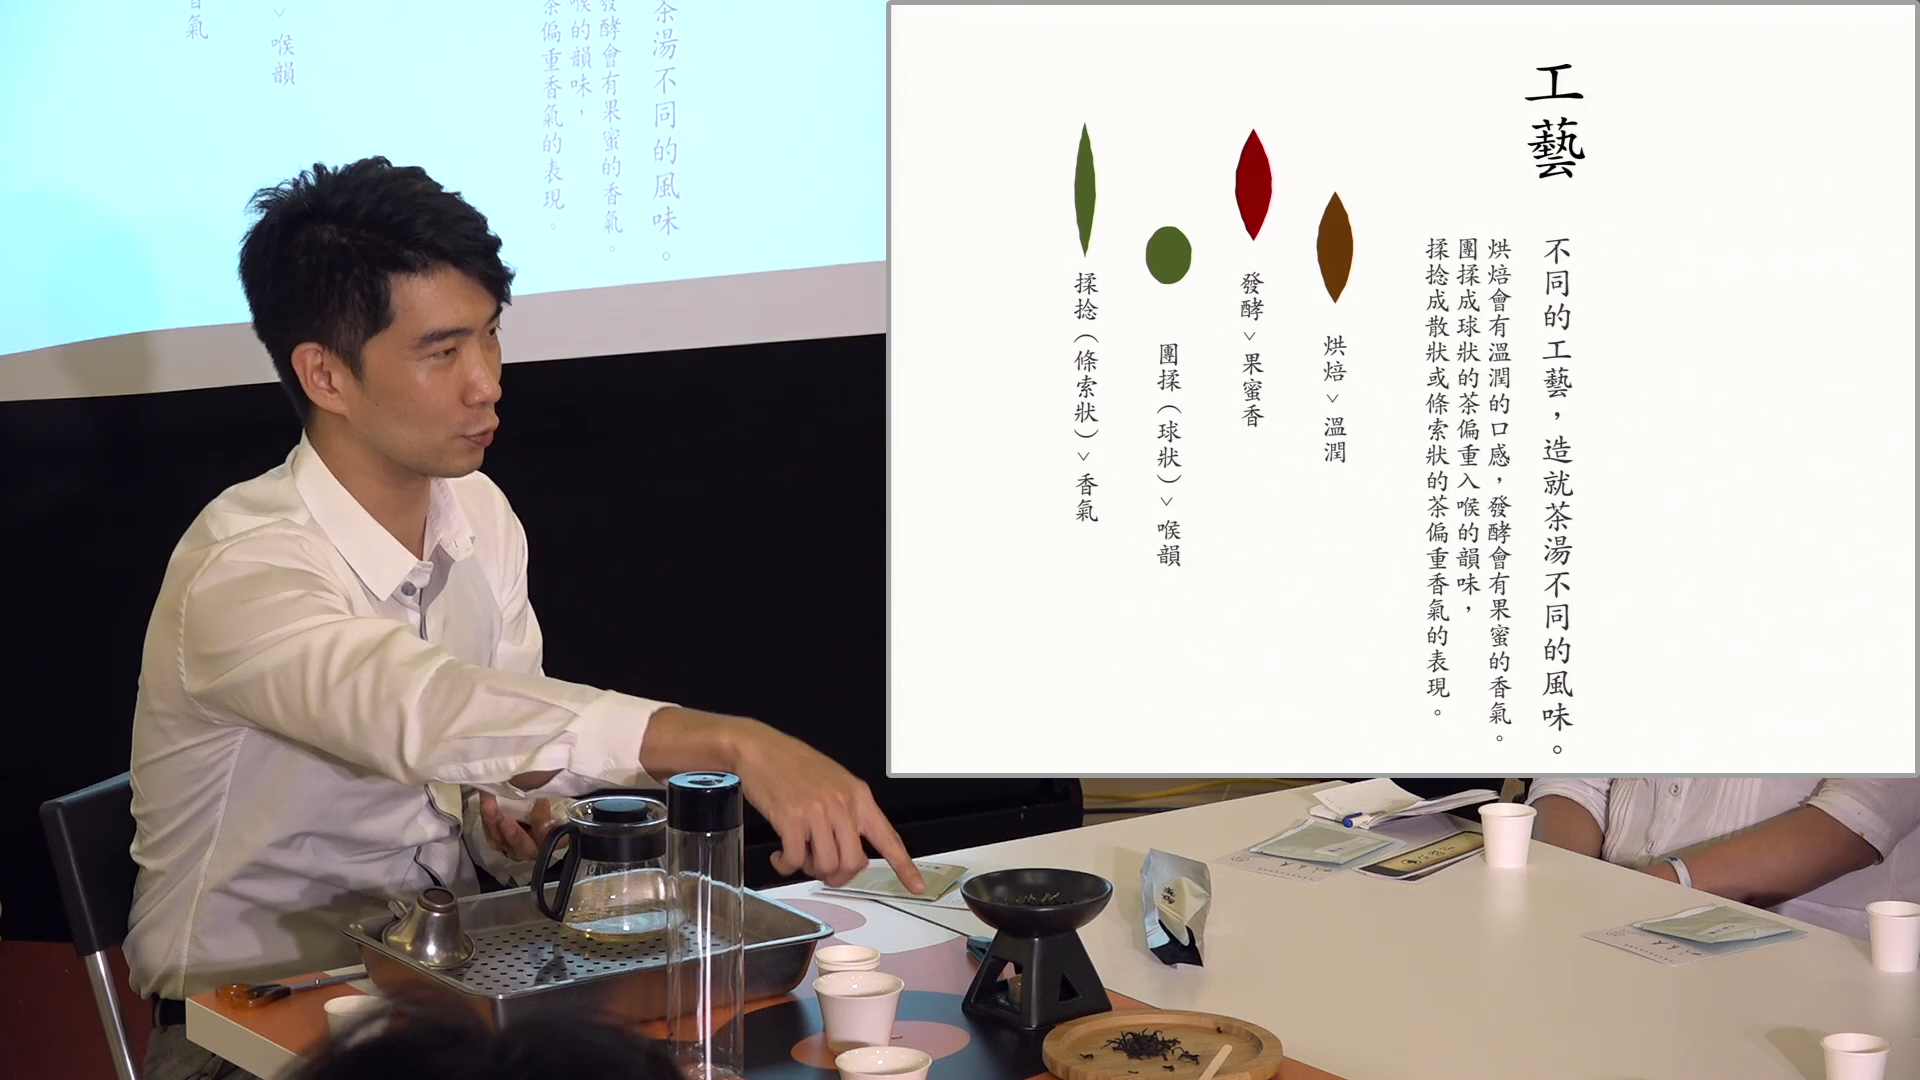 工藝
不同的工藝，造就茶湯不同的風味。
烘焙會有溫潤的口感，發酵會有果蜜的香氣。
團揉成球狀的茶偏重入喉的韻味，
揉捻成散狀或條索狀的茶偏重香氣的表現。
烘焙>溫潤
發酵>果蜜香
團揉（球狀）>喉韻
揉捻（條索狀）>香氣
茶湯不同的風味。
發酵會有果蜜的香氣。
喉的韻味，
茶偏重香氣的表現。
>喉韻
香氣